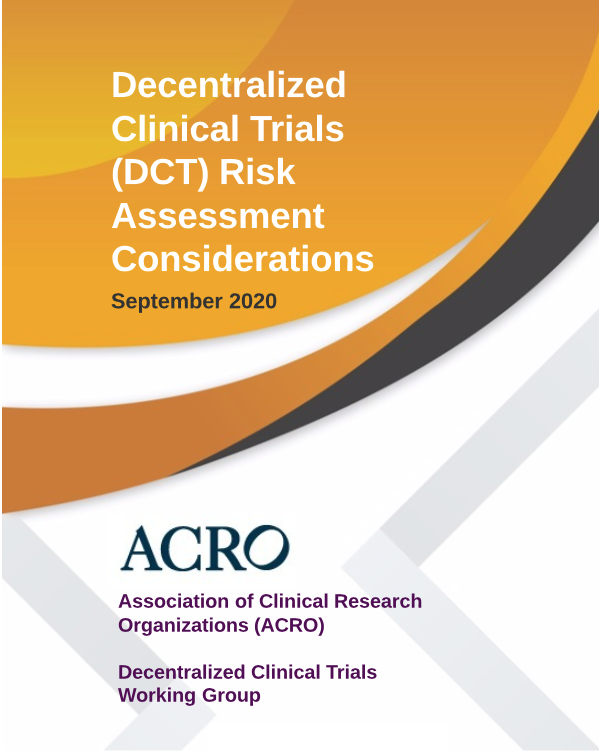 Decentralized
Clinical Trials
(DCT) Risk
Assessment
Considerations
September 2020
ACRO
Association of Clinical Research
Organizations (ACRO)
Decentralized Clinical Trials
Working Group